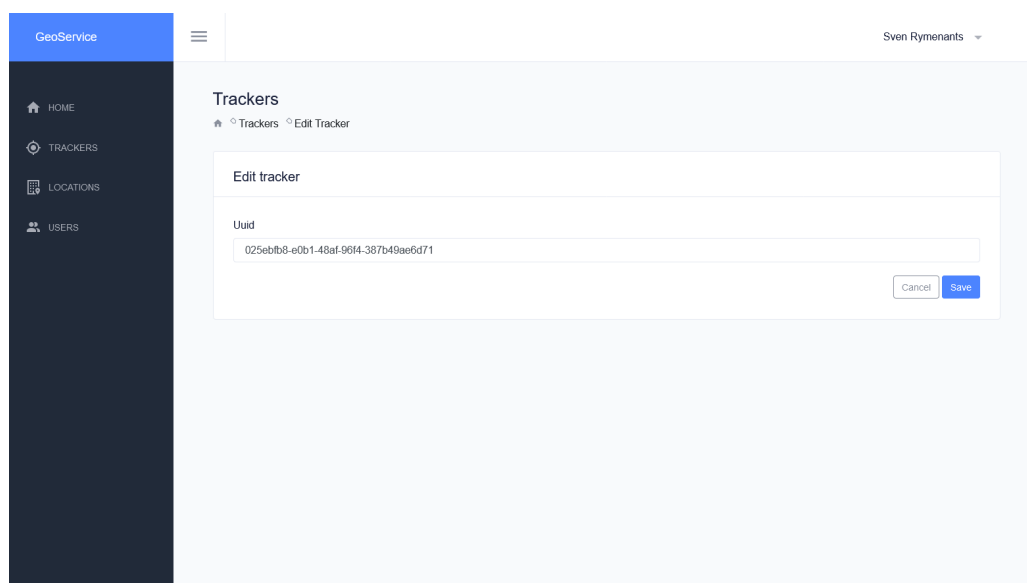 GeoService
Sven Rymenants
HOME
TRACKERS
LOCATIONS
USERS
Trackers
Trackers Edit Tracker
Edit tracker
Uuid
025ebfb8-e0b1-48af-96f4-387b49ae6d71
Cancel Save